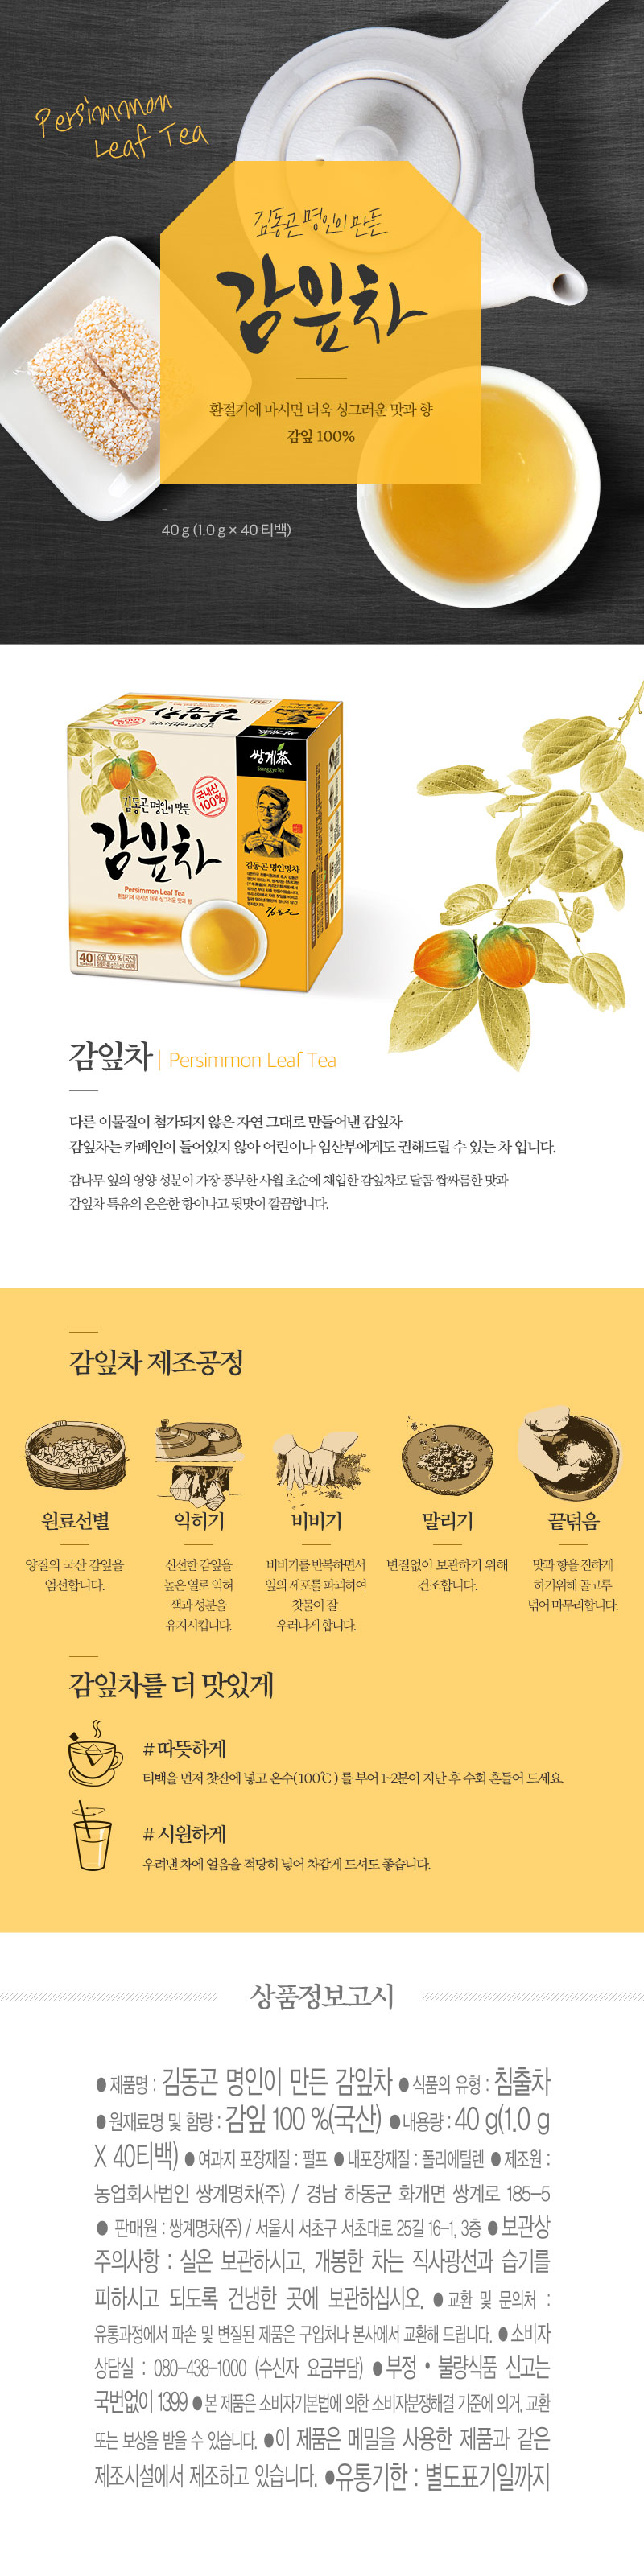 Persimmon
Leaf Tea
김동곤 명인이 만든
감잎차
환절기에 마시면 더욱 싱그러운 맛과 향
감잎 100%
40 g (1.0 g × 40 티백)
쌍계茶
Ssanggye Tea
국내산
100%
김동곤 명인이 만든
감잎차
Persimmon Leaf Tea
환절기에 마시면 더욱 싱그러운 맛과 향
김동곤 명인명차
40
감잎차 | Persimmon Leaf Tea
다른 이물질이 첨가되지 않은 자연 그대로 만들어낸 감잎차
감잎차는 카페인이 들어있지 않아 어린이나 임산부에게도 권해드릴 수 있는 차 입니다.
감나무 잎의 영양 성분이 가장 풍부한 사월 초순에 채입한 감잎차로 달콤 쌉싸름한 맛과
감잎차 특유의 은은한 향이나고 뒷맛이 깔끔합니다.
감잎차 제조공정
원료선별
양질의 국산 감잎을
엄선합니다.
익히기
신선한 감잎을
높은 열로 익혀
색과 성분을
유지시킵니다.
비비기
비비기를 반복하면서
잎의 세포를 파괴하여
찻물이 잘
우러나게 합니다.
말리기
변질없이 보관하기 위해
건조합니다.
끝덖음
맛과 향을 진하게
하기위해 골고루
덖어 마무리합니다.
감잎차를 더 맛있게
# 따뜻하게
티백을 먼저 찻잔에 넣고 온수( 100℃ ) 를 부어 1~2분이 지난 후 수회 흔들어 드세요.
# 시원하게
우려낸 차에 얼음을 적당히 넣어 차갑게 드셔도 좋습니다.
상품정보고시
● 제품명 : 김동곤 명인이 만든 감잎차 ● 식품의 유형 : 침출차
● 원재료명 및 함량 : 감잎 100 %(국산) ● 내용량 : 40 g(1.0 g
X 40티백) ● 여과지 포장재질 : 펄프 ● 내포장재질 : 폴리에틸렌 ● 제조원 :
농업회사법인 쌍계명차(주) / 경남 하동군 화개면 쌍계로 185-5
● 판매원 : 쌍계명차(주) / 서울시 서초구 서초대로 25길 16-1, 3층 ● 보관상
주의사항 : 실온 보관하시고, 개봉한 차는 직사광선과 습기를
피하시고 되도록 건냉한 곳에 보관하십시오. ● 교환 및 문의처 :
유통과정에서 파손 및 변질된 제품은 구입처나 본사에서 교환해 드립니다. ● 소비자
상담실 : 080-438-1000 (수신자 요금부담) ● 부정 • 불량식품 신고는
국번없이 1399 ● 본 제품은 소비자기본법에 의한 소비자분쟁해결 기준에 의거, 교환
또는 보상을 받을 수 있습니다. ● 이 제품은 메밀을 사용한 제품과 같은
제조시설에서 제조하고 있습니다. ● 유통기한 : 별도표기일까지